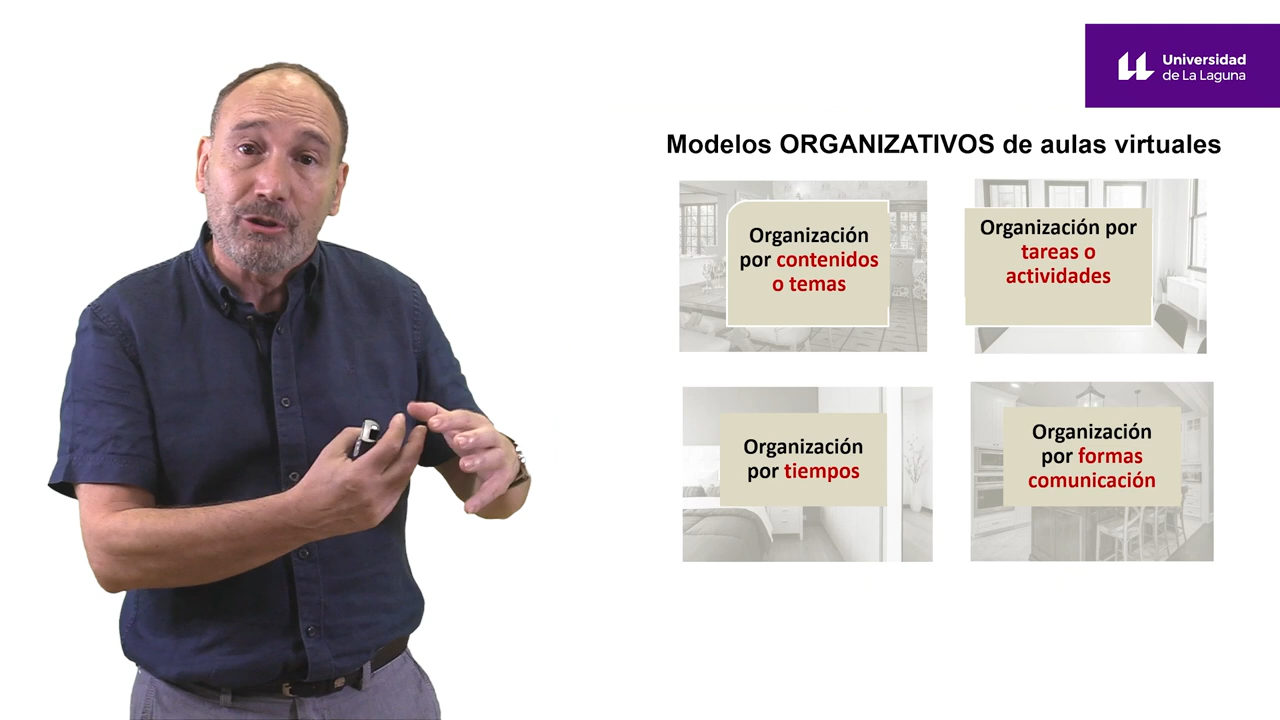 Universidad
de La Laguna
Modelos ORGANIZATIVOS de aulas virtuales
Organización
por contenidos
o temas
Organización por
tareas o
actividades
Organización
por tiempos
Organización
por formas
comunicación